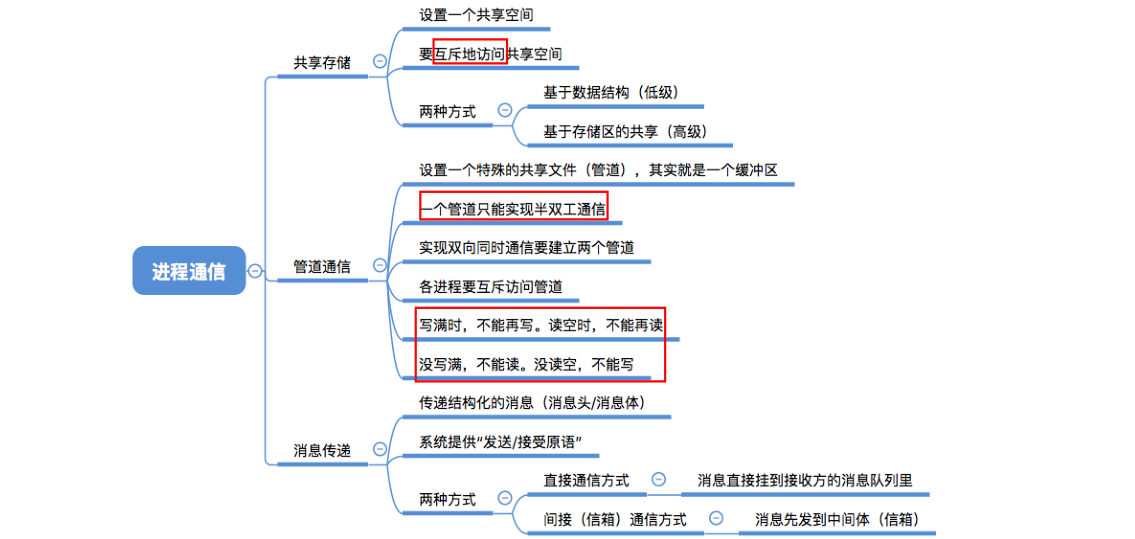 设置一个共享空间
共享存储
要互斥地访问共享空间
两种方式
基于数据结构（低级）
基于存储区的共享（高级）
设置一个特殊的共享文件（管道），其实就是一个缓冲区
一个管道只能实现半双工通信
实现双向同时通信要建立两个管道
进程通信
管道通信
各进程要互斥访问管道
写满时，不能再写。读空时，不能再读
没写满，不能读。没读空，不能写
传递结构化的消息（消息头/消息体）
消息传递
系统提供“发送/接受原语”
两种方式
直接通信方式
消息直接挂到接收方的消息队列里
间接（信箱）通信方式
消息先发到中间体（信箱）